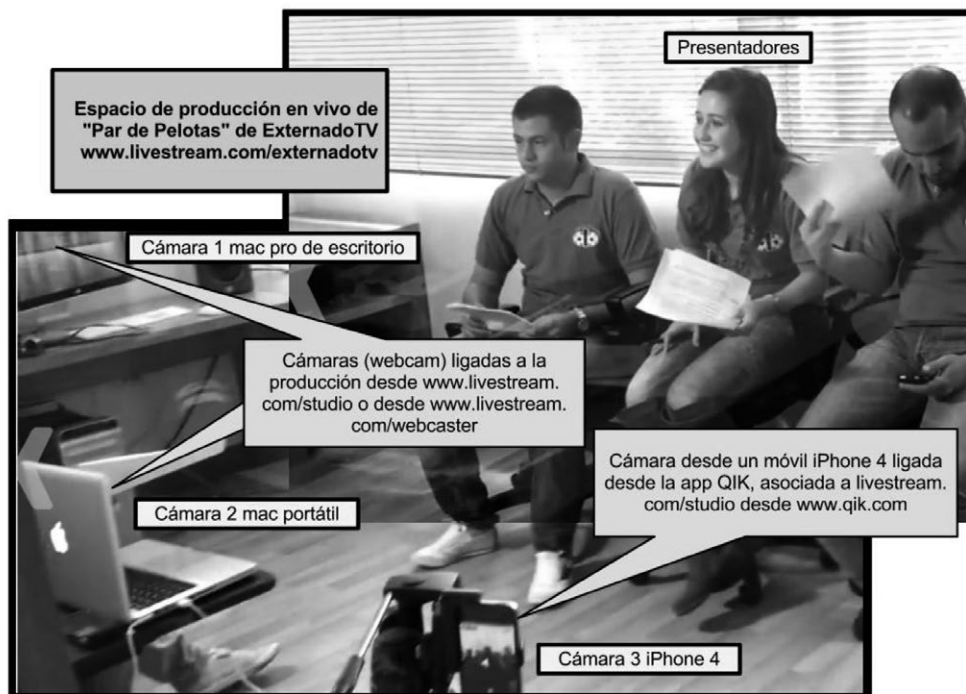 Presentadores
Espacio de producción en vivo de
"Par de Pelotas" de ExternadoTV
www.livestream.com/externadotv
Cámara 1 mac pro de escritorio
Cámaras (webcam) ligadas a la
producción desde www.livestream.
com/studio o desde www.livestream.
com/webcaster
Cámara desde un móvil iPhone 4 ligada
desde la app QIK, asociada a livestream.
com/studio desde www.qik.com
Cámara 2 mac portátil
Cámara 3 iPhone 4